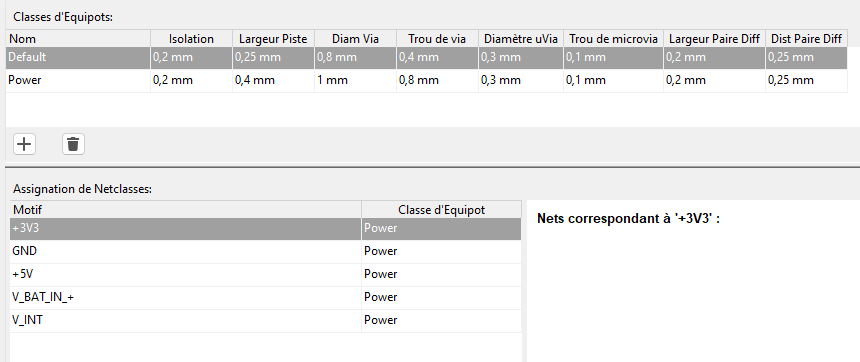 Classes d'Equipots:
Nom Isolation Largeur Piste Diam Via Trou de via Diamètre uVia Trou de microvia Largeur Paire Diff Dist Paire Diff
Default 0,2 mm 0,25 mm 0,8 mm 0,4 mm 0,3 mm 0,1 mm 0,2 mm 0,25 mm
Power 0,2 mm 0,4 mm 1 mm 0,8 mm 0,3 mm 0,1 mm 0,2 mm 0,25 mm
Assignation de Netclasses:
Motif Classe d'Equipot
+3V3 Power
GND Power
+5V Power
V_BAT_IN_+ Power
V_INT Power
Nets correspondant à '+3V3' :